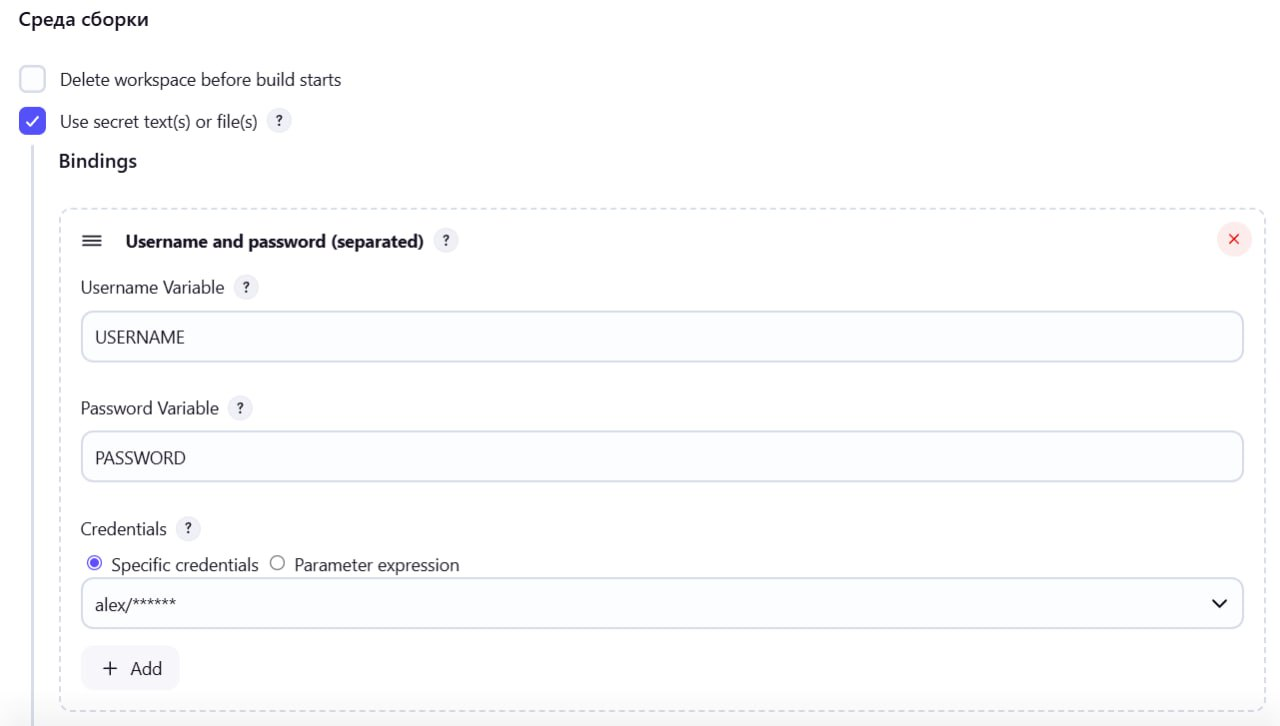 Среда сборки
Delete workspace before build starts
Use secret text(s) or file(s) ?
Bindings
Username and password (separated) ?
Username Variable ?
USERNAME
Password Variable ?
PASSWORD
Credentials ?
Specific credentials Parameter expression
alex/******
+ Add